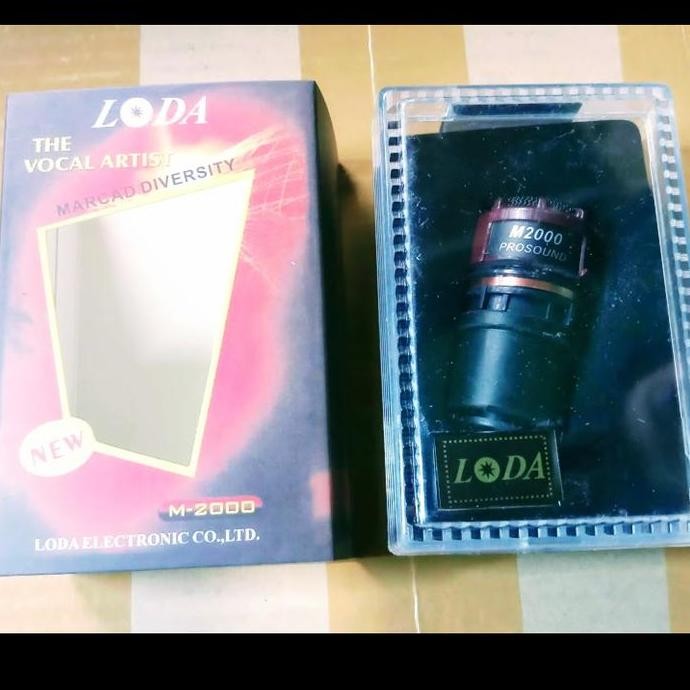 LODA
THE
VOCAL ARTIST
MARCAD DIVERSITY
NEW
M-2000
LODA ELECTRONIC CO.,LTD.
M2000
PROSOUND
LODA